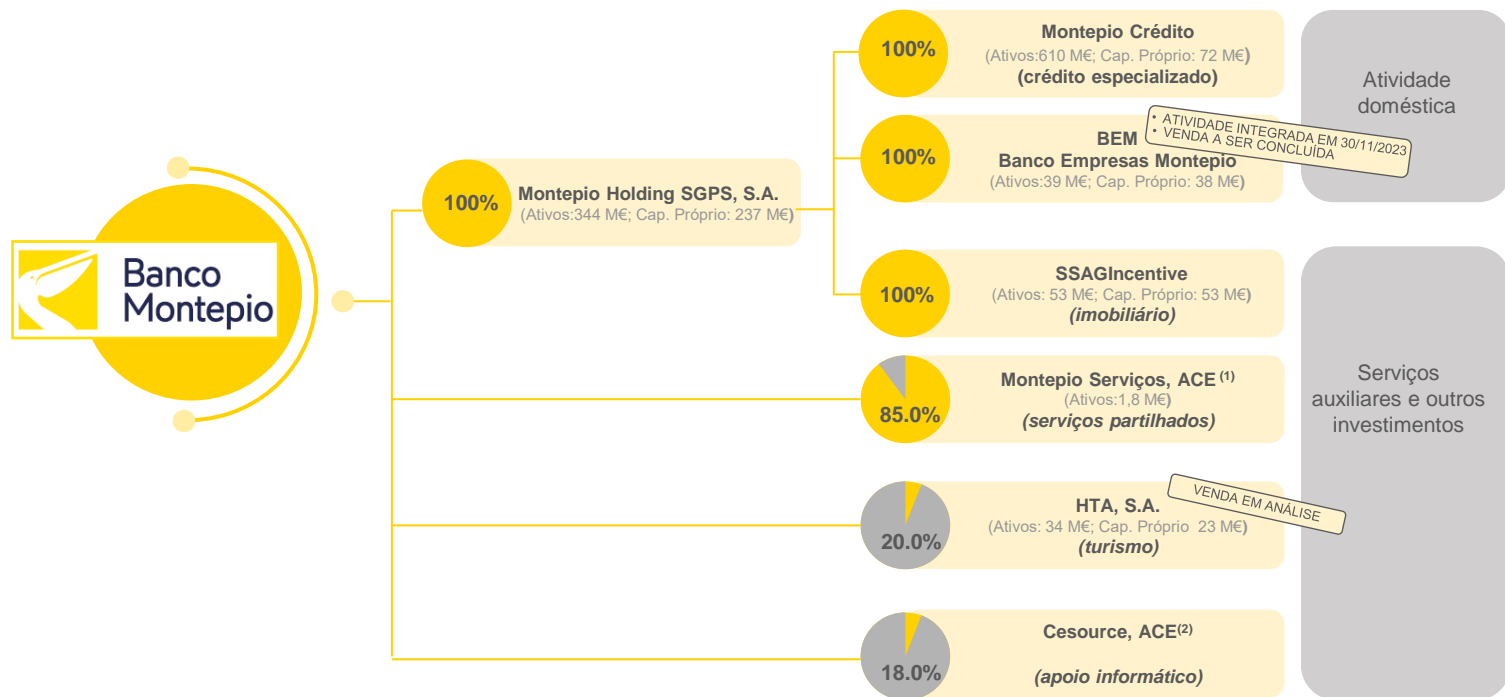 Banco
Montepio
100%
Montepio Holding SGPS, S.A.
(Ativos:344 M€; Cap. Próprio: 237 M€)
100%
Montepio Crédito
(Ativos:610 M€; Cap. Próprio: 72 M€)
(crédito especializado)
100%
BEM
Banco Empresas Montepio
(Ativos:39 M€; Cap. Próprio: 38 M€)
• ATIVIDADE INTEGRADA EM 30/11/2023
• VENDA A SER CONCLUÍDA
Atividade
doméstica
100%
SSAGIncentive
(Ativos: 53 M€; Cap. Próprio: 53 M€)
(imobiliário)
85.0%
Montepio Serviços, ACE (1)
(Ativos:1,8 M€)
(serviços partilhados)
20.0%
HTA, S.A.
(Ativos: 34 M€; Cap. Próprio 23 M€)
(turismo)
VENDA EM ANÁLISE
18.0%
Cesource, ACE(2)
(apoio informático)
Serviços
auxiliares e outros
investimentos